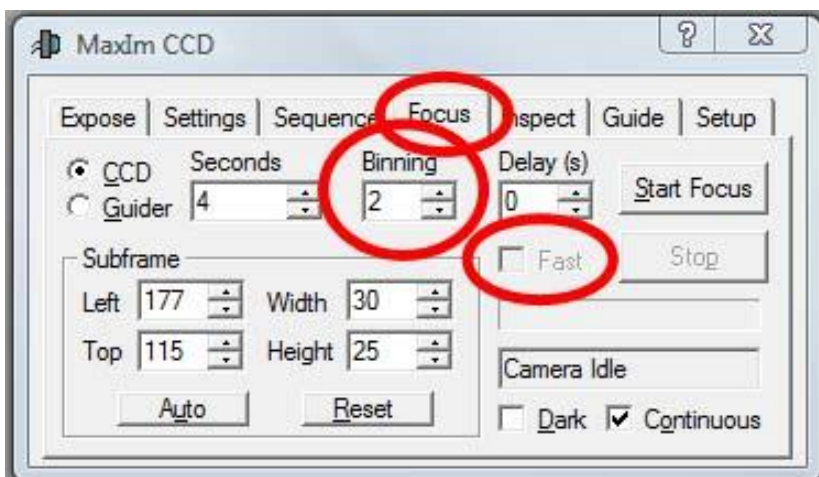 MaxIm CCD
Expose Settings Sequence Focus Inspect Guide Setup
CCD Seconds Binning Delay (s)
Guider 4 2 0 Start Focus
Subframe Fast Stop
Left 177 Width 30
Top 115 Height 25
Camera Idle
Auto Reset Dark Continuous